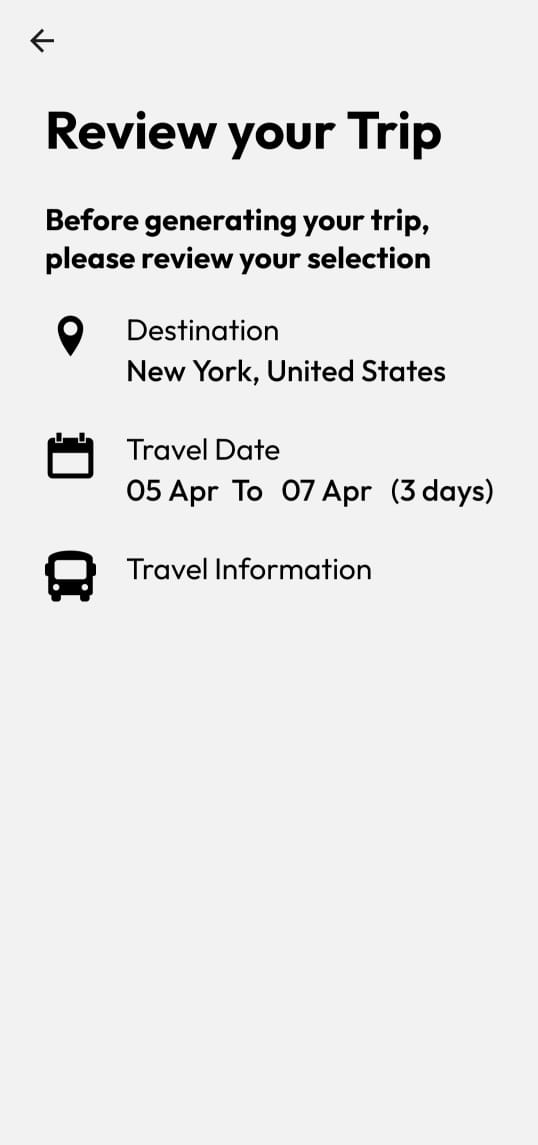 Review your Trip
Before generating your trip,
please review your selection
Destination
New York, United States
Travel Date
05 Apr To 07 Apr (3 days)
Travel Information